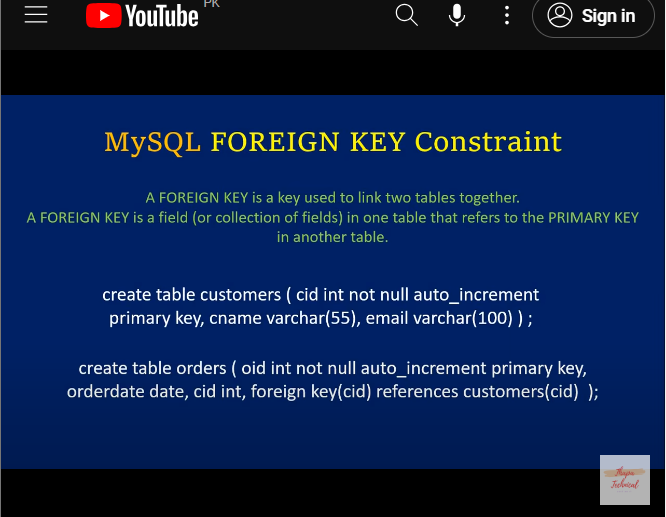 YouTube PK
Sign in
MySQL FOREIGN KEY Constraint
A FOREIGN KEY is a key used to link two tables together.
A FOREIGN KEY is a field (or collection of fields) in one table that refers to the PRIMARY KEY
in another table.
create table customers ( cid int not null auto_increment
primary key, cname varchar(55), email varchar(100) ) ;
create table orders ( oid int not null auto_increment primary key,
orderdate date, cid int, foreign key(cid) references customers(cid)  );
Technical